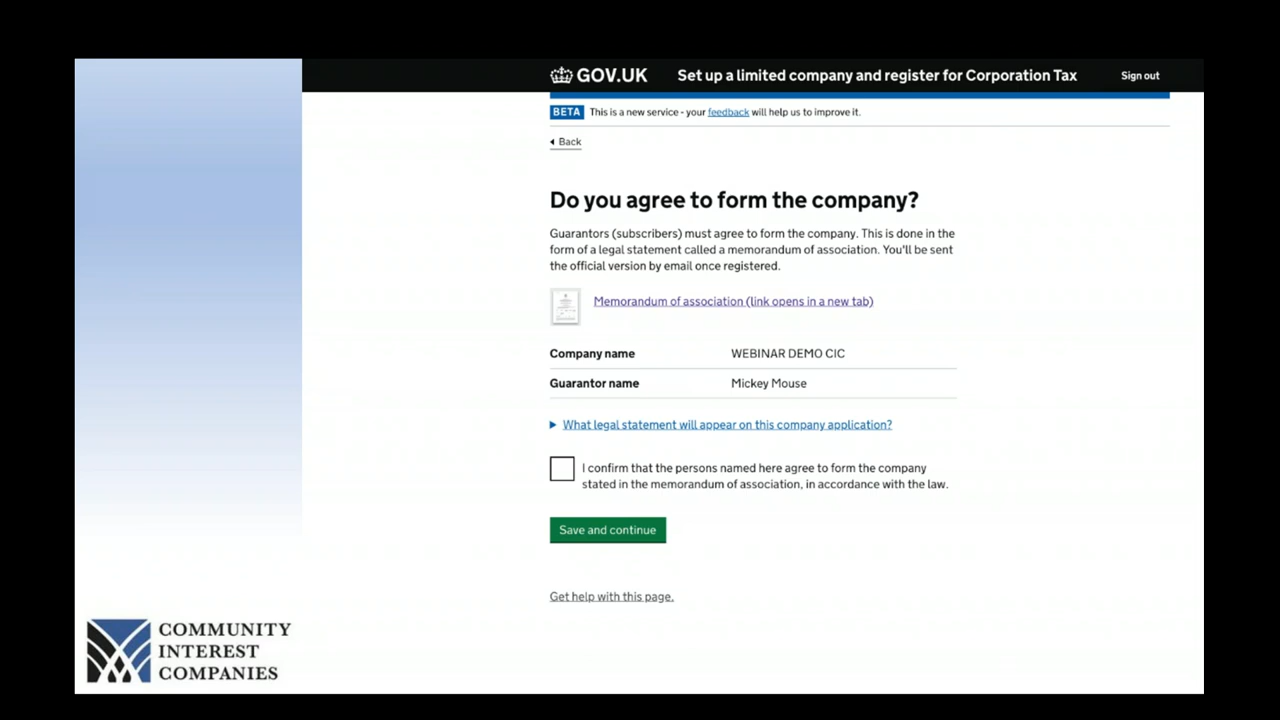 GOV.UK Set up a limited company and register for Corporation Tax Sign out
BETA This is a new service - your feedback will help us to improve it.
Back
Do you agree to form the company?
Guarantors (subscribers) must agree to form the company. This is done in the
form of a legal statement called a memorandum of association. You'll be sent
the official version by email once registered.
Memorandum of association (link opens in a new tab)
Company name WEBINAR DEMO CIC
Guarantor name Mickey Mouse
What legal statement will appear on this company application?
I confirm that the persons named here agree to form the company
stated in the memorandum of association, in accordance with the law.
Save and continue
Get help with this page.
COMMUNITY
INTEREST
COMPANIES